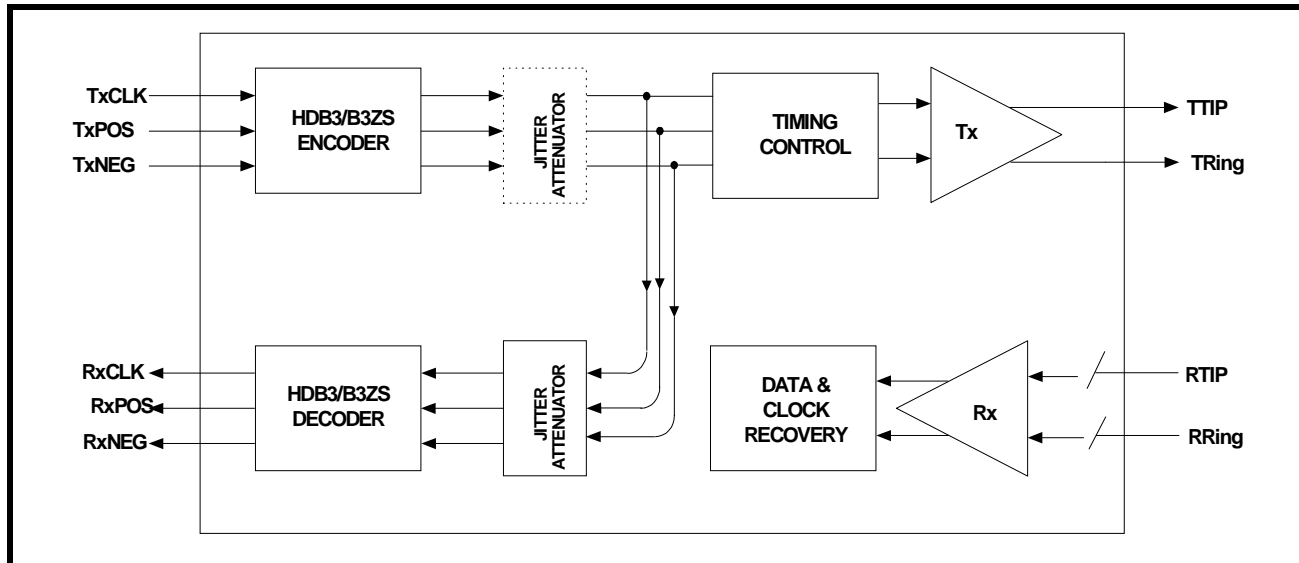 TxCLK
TxPOS
TxNEG
HDB3/B3ZS
ENCODER
JITTER
ATTENUATOR
TIMING
CONTROL
Tx
TTIP
TRing
RxCLK
RxPOS
RxNEG
HDB3/B3ZS
DECODER
JITTER
ATTENUATOR
DATA &
CLOCK
RECOVERY
Rx
RTIP
RRing